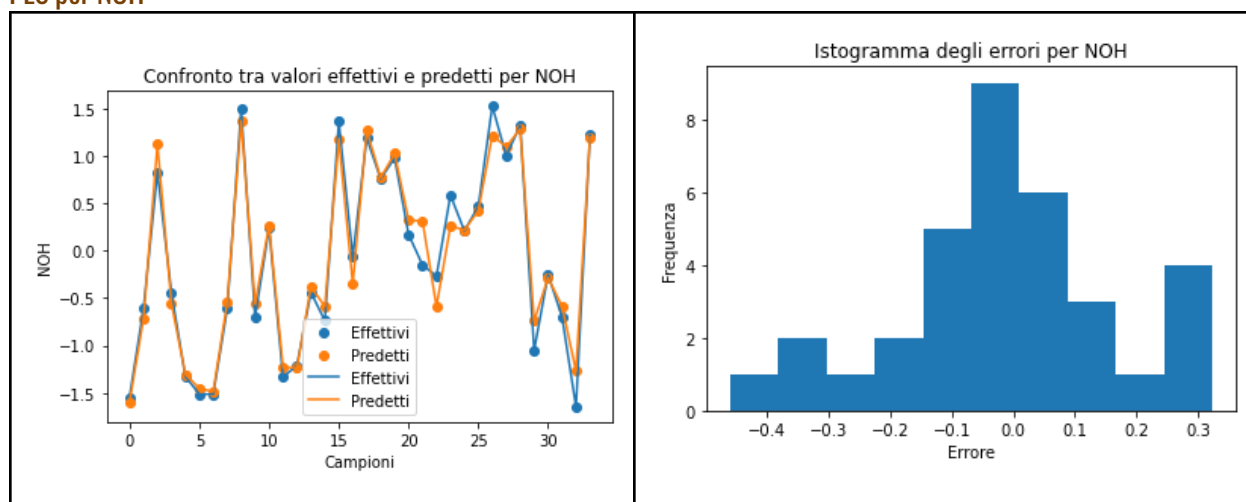 PLS per NOH
Confronto tra valori effettivi e predetti per NOH
1.5
1.0
0.5
0.0
−0.5
−1.0
−1.5
NOH
Effettivi
Predetti
Effettivi
Predetti
0 5 10 15 20 25 30
Campioni
Istogramma degli errori per NOH
8
6
4
2
0
Frequenza
−0.4 −0.3 −0.2 −0.1 0.0 0.1 0.2 0.3
Errore